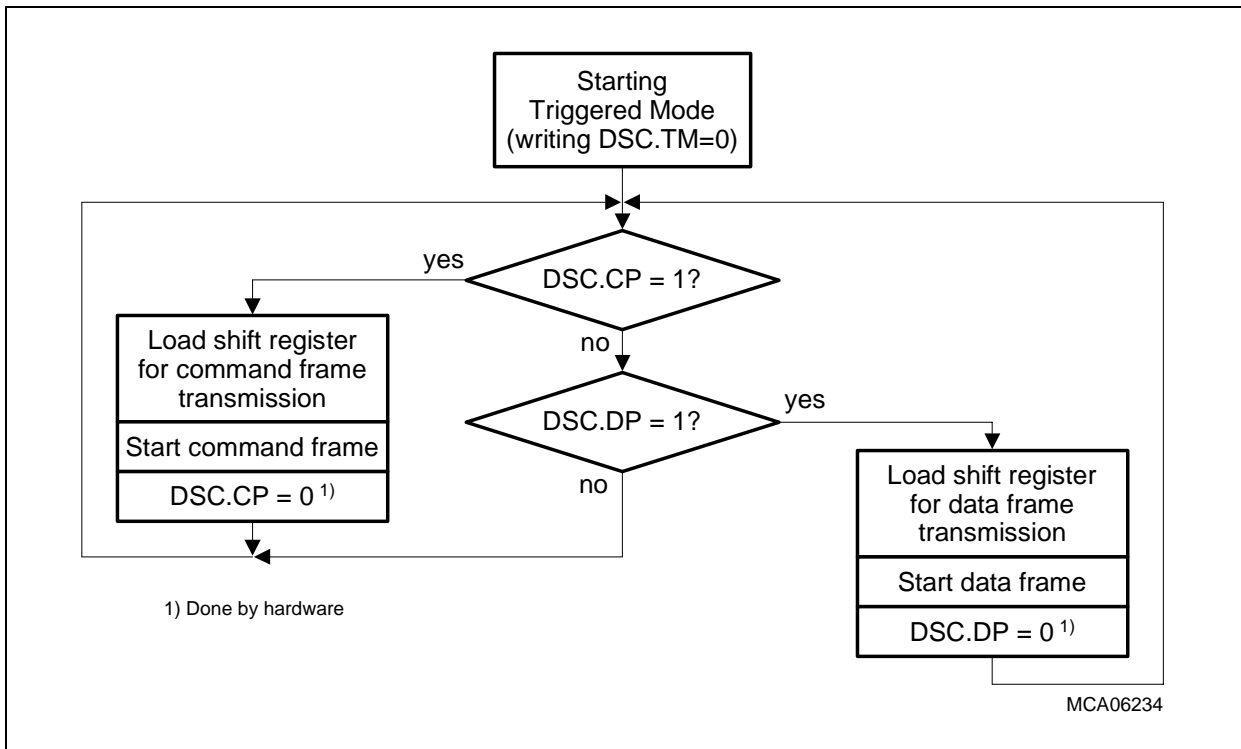 Starting
Triggered Mode
(writing DSC.TM=0)
yes
DSC.CP = 1?
Load shift register
for command frame
transmission
Start command frame
DSC.CP = 0 1)
no
DSC.DP = 1?
yes
no
Load shift register
for data frame
transmission
Start data frame
DSC.DP = 0 1)
1) Done by hardware
MCA06234